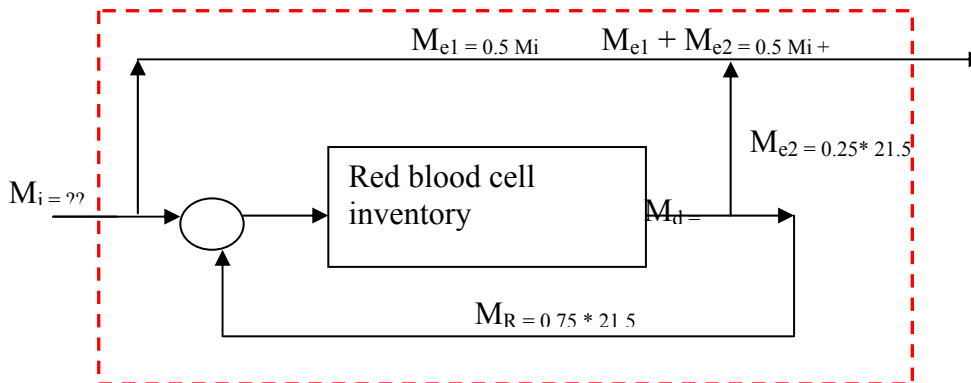 Me1 = 0.5 Mi
Me1 + Me2 = 0.5 Mi +
Me2 = 0.25* 21.5
Mi = ??
Red blood cell
inventory
Md =
MR = 0.75 * 21.5